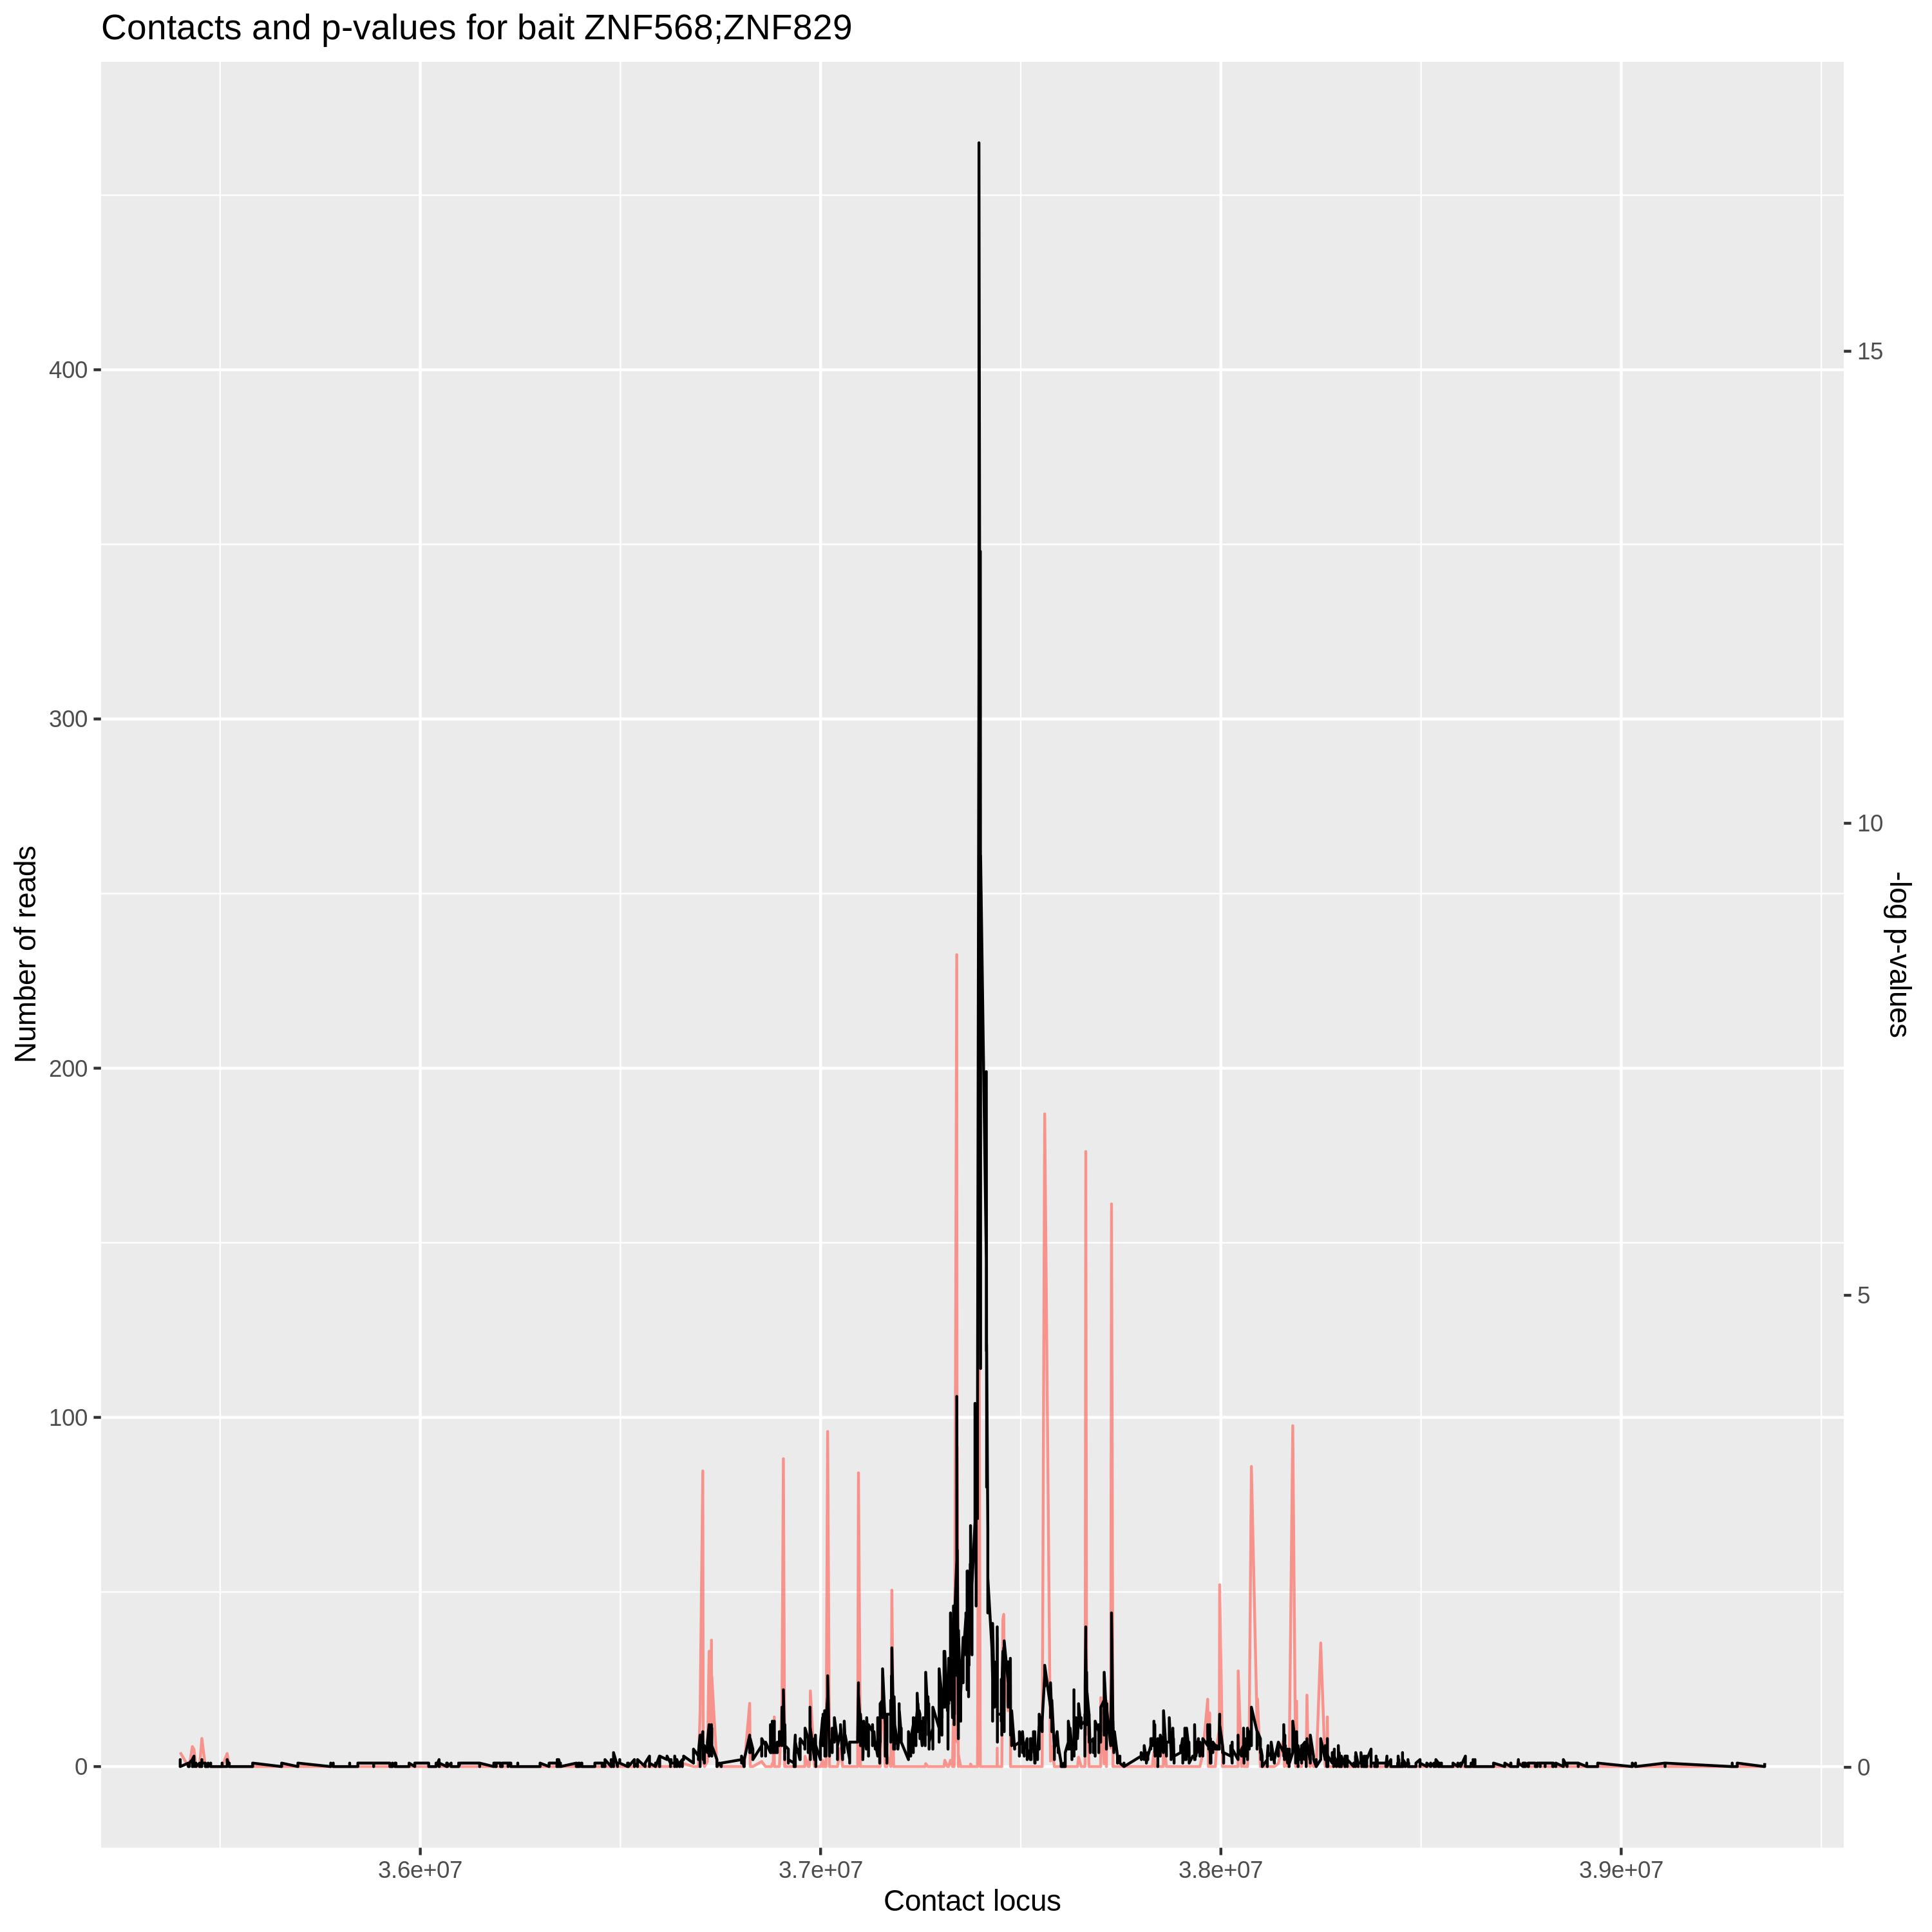 Contacts and p-values for bait ZNF568;ZNF829
400
300
200
100
0
15
10
5
0
Number of reads
-log p-values
3.6e+07 3.7e+07 3.8e+07 3.9e+07
Contact locus